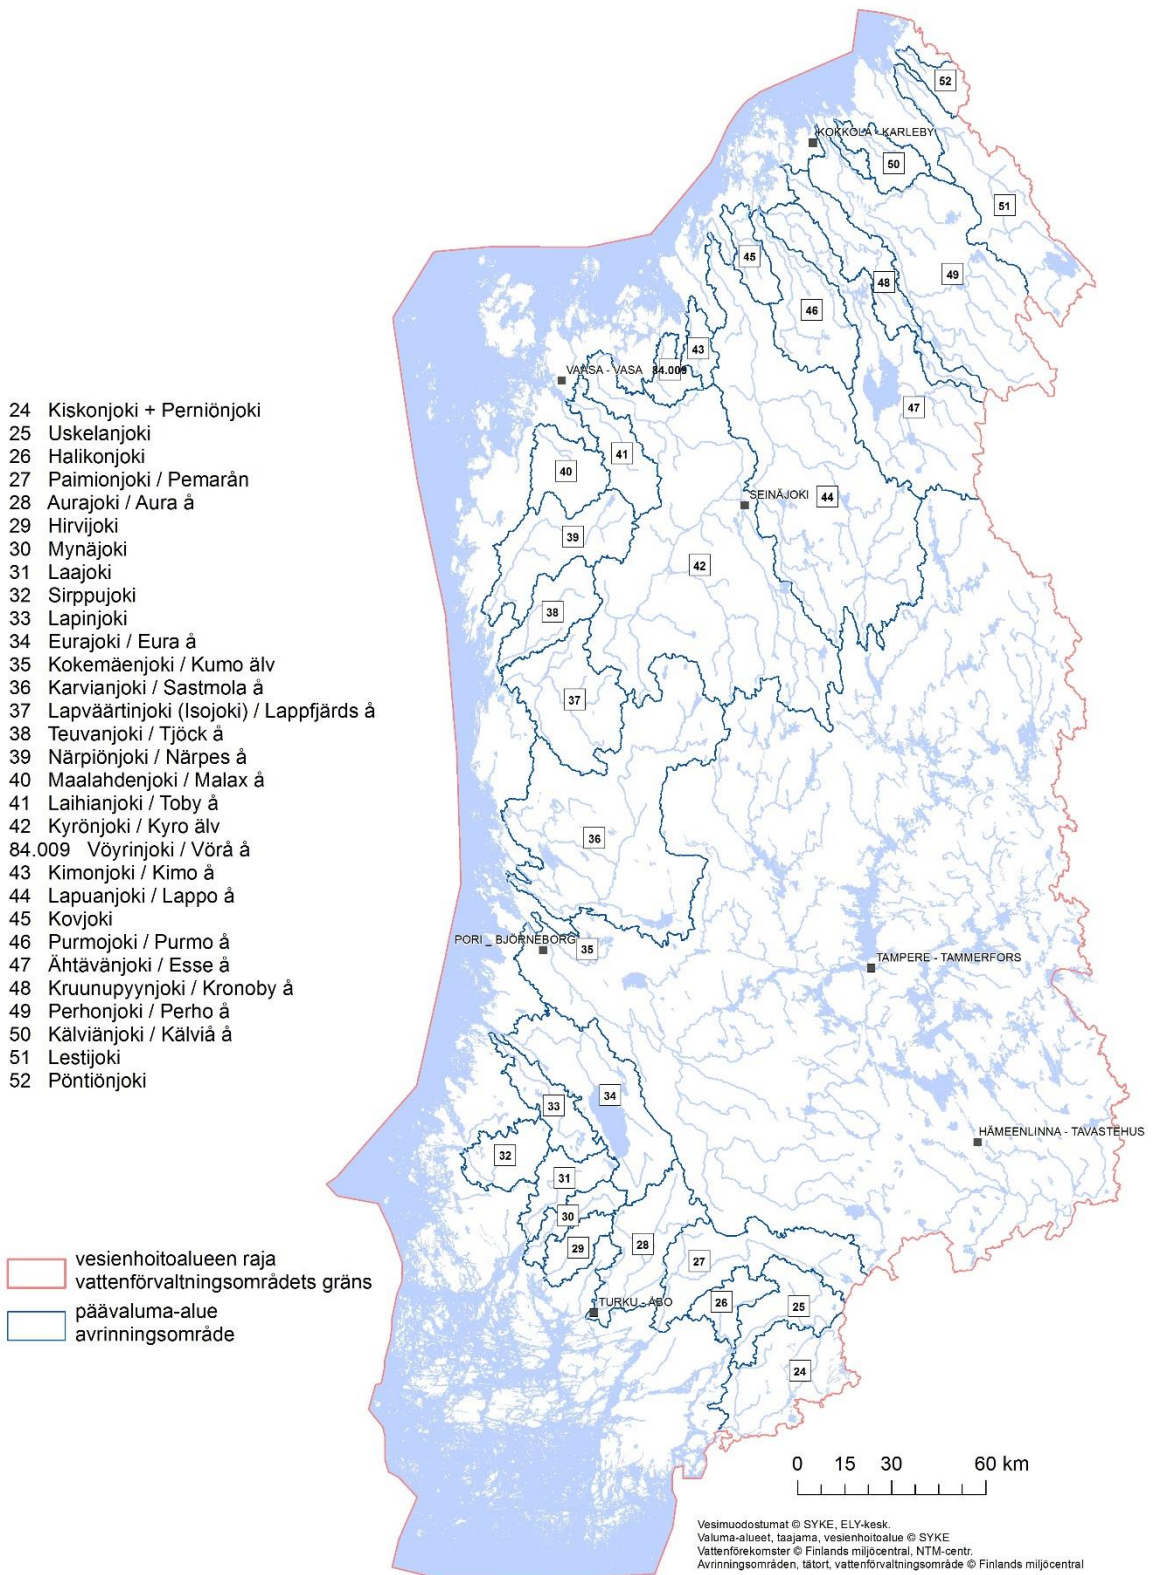 24 Kiskonjoki + Perniönjoki
25 Uskelanjoki
26 Halikonjoki
27 Paimionjoki / Pemarån
28 Aurajoki / Aura å
29 Hirvijoki
30 Mynäjoki
31 Laajoki
32 Sirppujoki
33 Lapinjoki
34 Eurajoki / Eura å
35 Kokemäenjoki / Kumo älv
36 Karvianjoki / Sastmola å
37 Lapväärtinjoki (Isojoki) / Lappfjärds å
38 Teuvanjoki / Tjöck å
39 Närpiönjoki / Närpes å
40 Maalahdenjoki / Malax å
41 Laihianjoki / Toby å
42 Kyrönjoki / Kyro älv
84.009 Vöyrinjoki / Vörå å
43 Kimonjoki / Kimo å
44 Lapuanjoki / Lappo å
45 Kovjoki
46 Purmojoki / Purmo å
47 Ähtävänjoki / Esse å
48 Kruunupyynjoki / Kronoby å
49 Perhonjoki / Perho å
50 Kälviänjoki / Kälviå å
51 Lestijoki
52 Pöntiönjoki
vesienhoitoalueen raja
vattenförvaltningsområdets gräns
päävaluma-alue
avrinningsområde
52
KOKKOLA - KARLEBY
50
51
45
49
48
46
43
VAASA - VASA
84.009
47
41
40
SEINÄJOKI
44
39
42
38
37
36
PORI _ BJÖRNEBORG
35
TAMPERE - TAMMERFORS
34
33
HÄMEENLINNA - TAVASTEHUS
32
31
30
29
28
27
26
25
TURKU - ÅBO
24
0 15 30 60 km
Vesimuodostumat © SYKE, ELY-kesk.
Valuma-alueet, taajama, vesienhoitoalue © SYKE
Vattenförekomster © Finlands miljöcentral, NTM-centr.
Avrinningsområden, tätort, vattenförvaltningsområde © Finlands miljöcentral